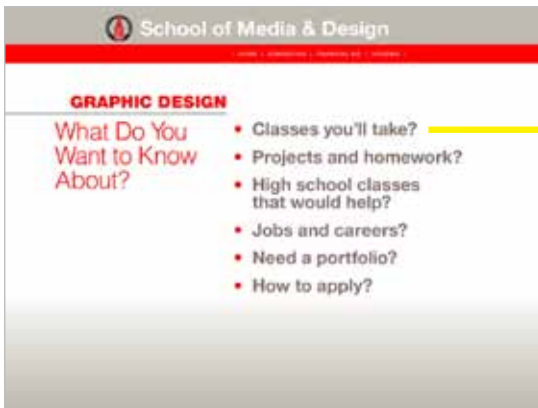 School of Media & Design
GRAPHIC DESIGN
What Do You
Want to Know
About?
• Classes you'll take?
• Projects and homework?
• High school classes
that would help?
• Jobs and careers?
• Need a portfolio?
• How to apply?